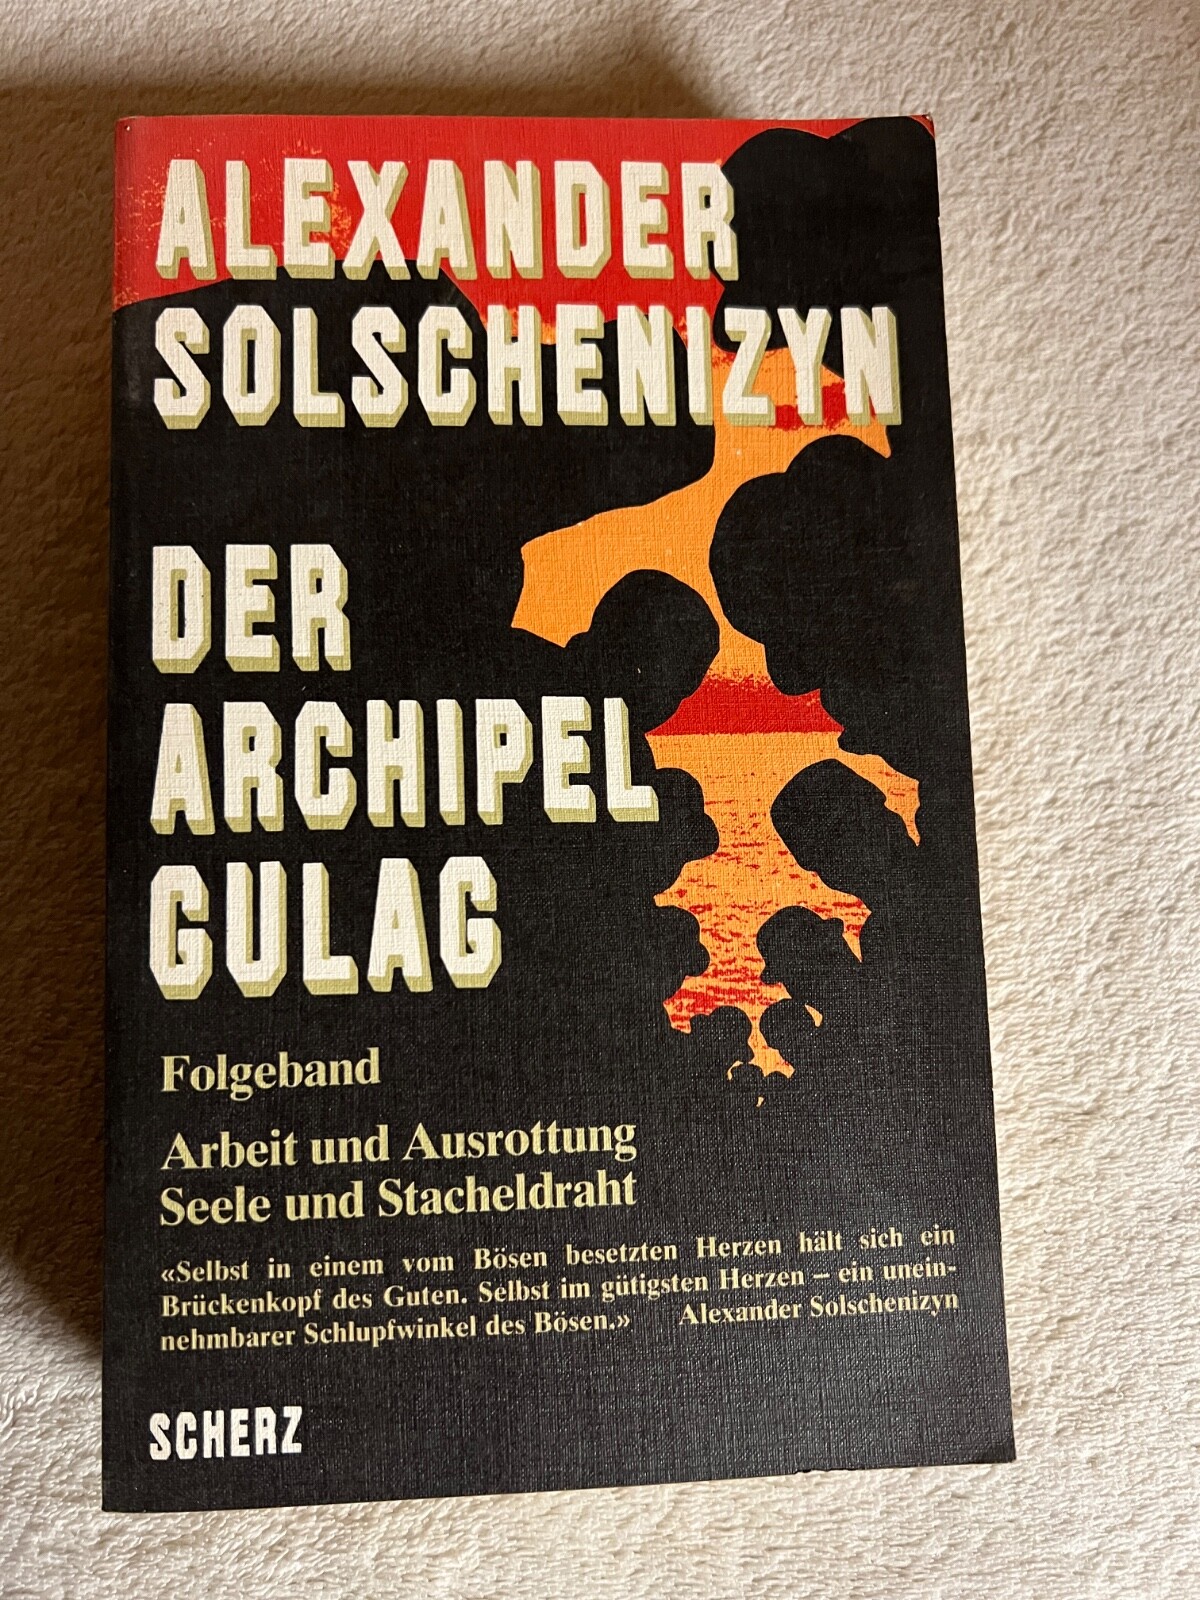 ALEXANDER
SOLSCHENIZYN
DER
ARCHIPEL
GULAG
Folgeband
Arbeit und Ausrottung
Seele und Stacheldraht
«Selbst in einem vom Bösen besetzten Herzen hält sich ein
Brückenkopf des Guten. Selbst im gütigsten Herzen – ein unein-
nehmbarer Schlupfwinkel des Bösen.» Alexander Solschenizyn
SCHERZ